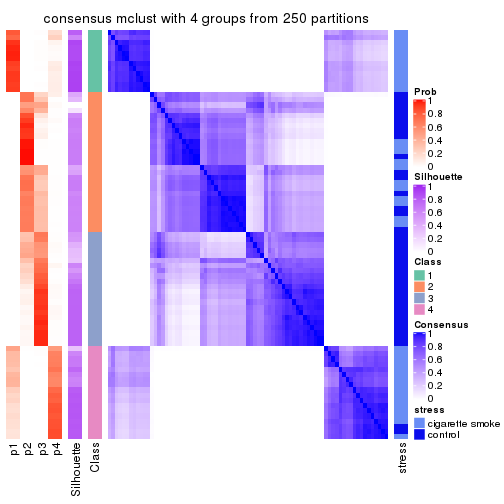 consensus mclust with 4 groups from 250 partitions
Prob
1
0.8
0.6
0.4
0.2
0
Silhouette
1
0.8
0.6
0.4
0.2
0
Class
1
2
3
4
Consensus
1
0.8
0.6
0.4
0.2
0
stress
cigarette smoke
control
p1
p2
p3
p4
Silhouette
Class
stress